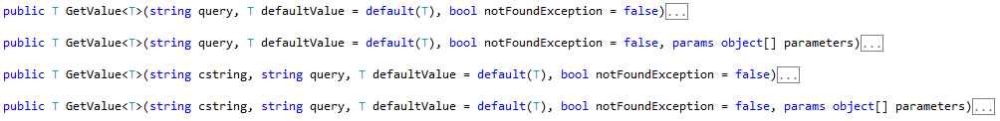 public T GetValue<T>(string query, T defaultValue = default(T), bool notFoundException = false)...
public T GetValue<T>(string query, T defaultValue = default(T), bool notFoundException = false, params object[] parameters)...
public T GetValue<T>(string cstring, string query, T defaultValue = default(T), bool notFoundException = false)...
public T GetValue<T>(string cstring, string query, T defaultValue = default(T), bool notFoundException = false, params object[] parameters)...